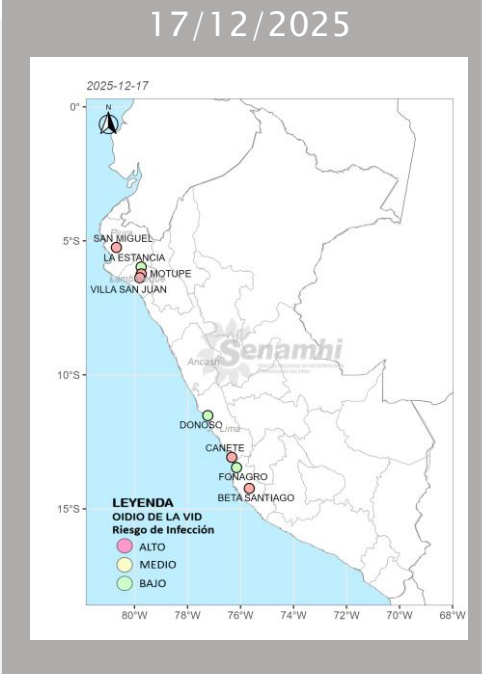 17/12/2025
2025-12-17
N
0°
5°S
10°S
15°S
Piura
SAN MIGUEL
LA ESTANCIA
MOTUPE
Lambayeque
VILLA SAN JUAN
Senamhi
Ancash
DONOSO
Lima
CANETE
FONAGRO
BETA SANTIAGO
LEYENDA
OIDIO DE LA VID
Riesgo de Infección
ALTO
MEDIO
BAJO
80°W
78°W
76°W
74°W
72°W
70°W
68°W